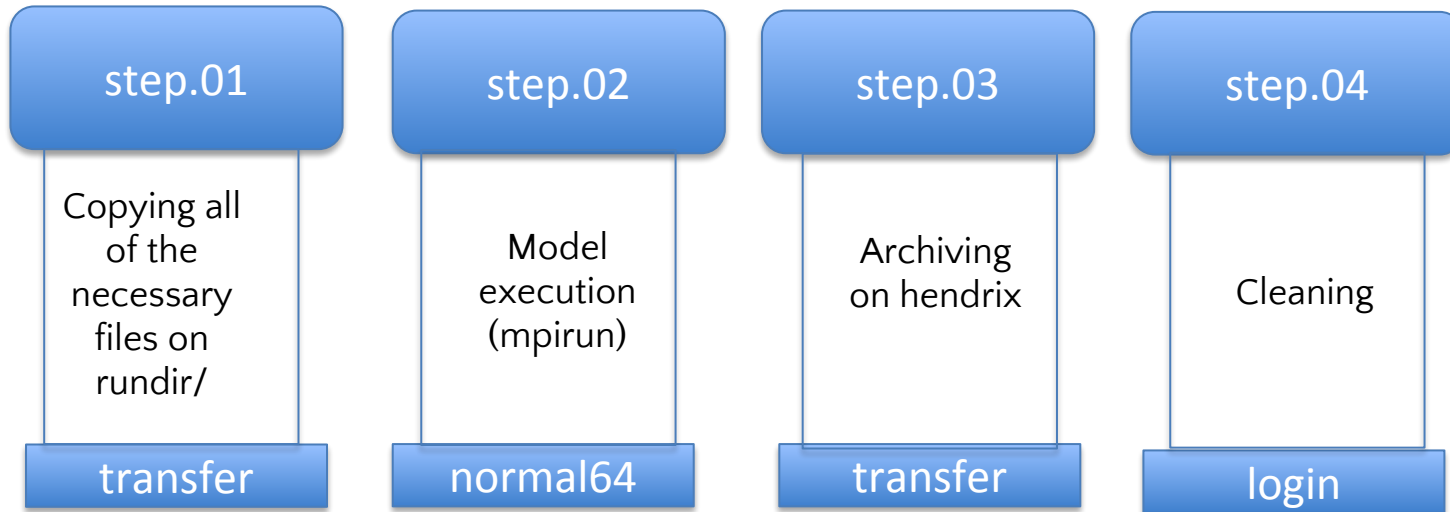 step.01
Copying all
of the
necessary
files on
rundir/
transfer
step.02
Model
execution
(mpirun)
normal64
step.03
Archiving
on hendrix
transfer
step.04
Cleaning
login